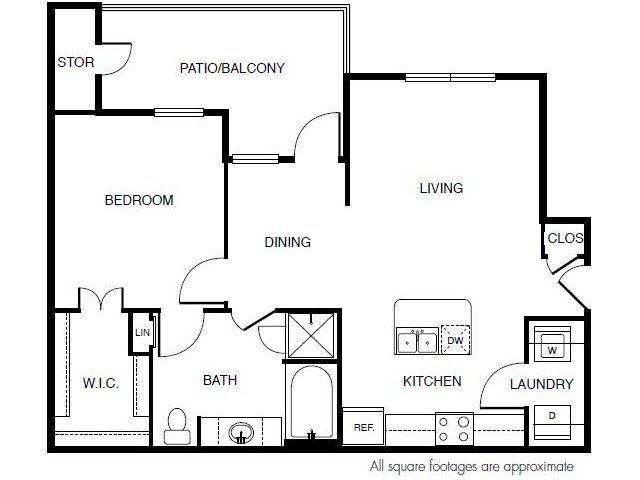 STOR
PATIO/BALCONY
LIVING
BEDROOM
DINING
CLOS
LIN
DW
W
W.I.C.
BATH
KITCHEN
LAUNDRY
D
REF.
All square footages are approximate